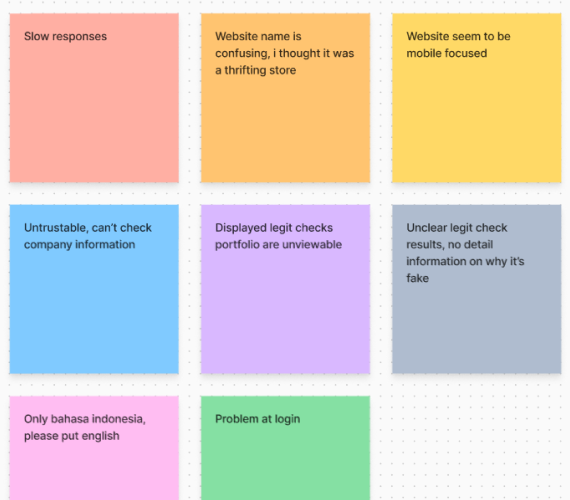 Slow responses
Website name is
confusing, i thought it was
a thrifting store
Website seem to be
mobile focused
Untrustable, can't check
company information
Displayed legit checks
portfolio are unviewable
Unclear legit check
results, no detail
information on why it's
fake
Only bahasa indonesia,
please put english
Problem at login